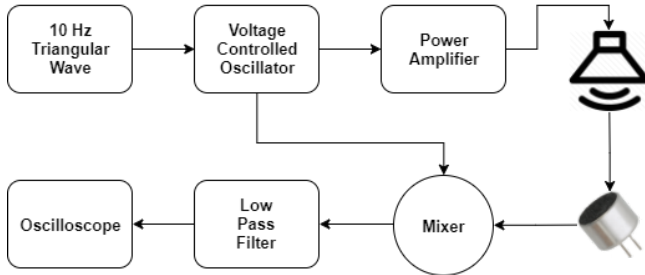 10 Hz
Triangular
Wave
Voltage
Controlled
Oscillator
Power
Amplifier
Oscilloscope
Low
Pass
Filter
Mixer